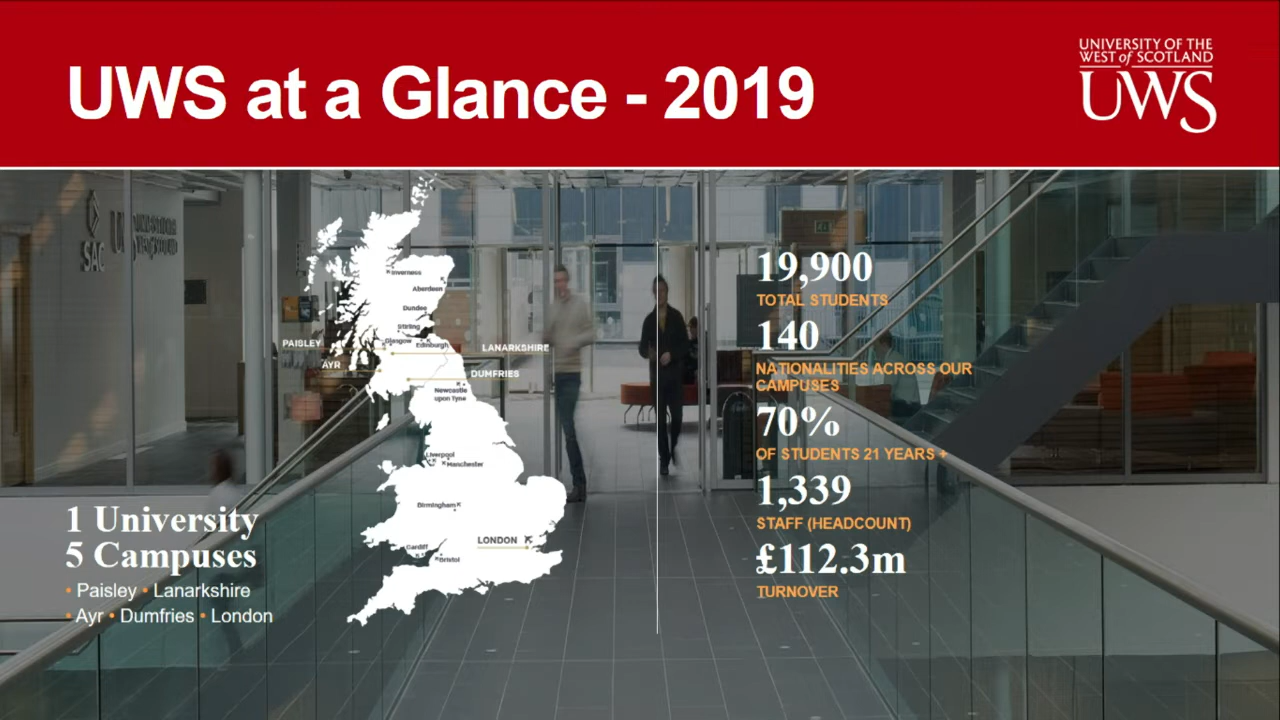 UWS at a Glance - 2019
UNIVERSITY OF THE
WEST of SCOTLAND
UWS
SAC
Inverness
Aberdeen
Dundee
Stirling
Glasgow
Edinburgh
PAISLEY
LANARKSHIRE
AYR
DUMFRIES
Newcastle
upon Tyne
Liverpool
Manchester
Birmingham
LONDON
Cardiff
Bristol
1 University
5 Campuses
• Paisley • Lanarkshire
• Ayr • Dumfries • London
19,900
TOTAL STUDENTS
140
NATIONALITIES ACROSS OUR
CAMPUSES
70%
OF STUDENTS 21 YEARS +
1,339
STAFF (HEADCOUNT)
£112.3m
TURNOVER